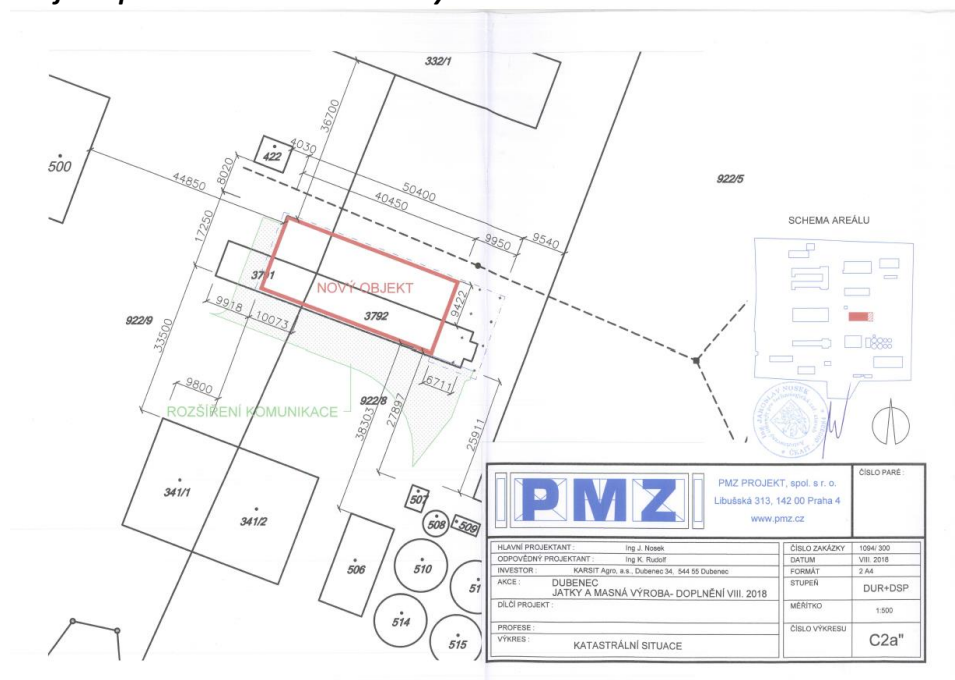 332/1
500
422
36700
4030
8020
44850
50400
40450
922/5
9950
9540
17250
SCHEMA AREÁLU
3791
NOVÝ OBJEKT
3792
9422
9918
10073
922/9
33500
6711
9800
ROZŠÍŘENÍ KOMUNIKACE
922/8
38303
27897
25911
341/1
341/2
507
508
509
506
510
51
514
515
PMZ
PMZ PROJEKT, spol. s r. o.
Libušská 313, 142 00 Praha 4
www.pmz.cz
ČÍSLO PARÉ :
HLAVNÍ PROJEKTANT : Ing J. Nosek
ČÍSLO ZAKÁZKY 1094/ 300
ODPOVĚDNÝ PROJEKTANT : Ing K. Rudolf
DATUM VIII. 2018
INVESTOR : KARSIT Agro, a.s., Dubenec 34, 544 55 Dubenec
FORMÁT 2 A4
AKCE : DUBENEC
JATKY A MASNÁ VÝROBA- DOPLNĚNÍ VIII. 2018
STUPEŇ DUR+DSP
DÍLČÍ PROJEKT :
MĚŘÍTKO 1:500
PROFESE :
ČÍSLO VÝKRESU C2a"
VÝKRES : KATASTRÁLNÍ SITUACE